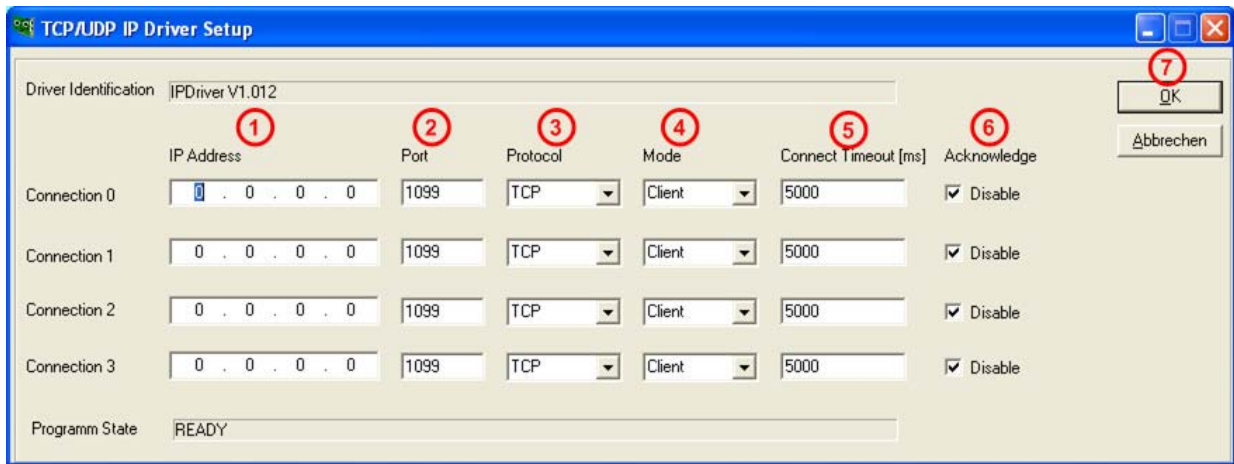 TCP/UDP IP Driver Setup
7
Driver Identification IPDriver V1.012 OK
1 2 3 4 5 6
Abbrechen
IP Address Port Protocol Mode Connect Timeout [ms] Acknowledge
Connection 0 0 . 0 . 0 . 0 1099 TCP Client 5000 Disable
Connection 1 0 . 0 . 0 . 0 1099 TCP Client 5000 Disable
Connection 2 0 . 0 . 0 . 0 1099 TCP Client 5000 Disable
Connection 3 0 . 0 . 0 . 0 1099 TCP Client 5000 Disable
Programm State READY